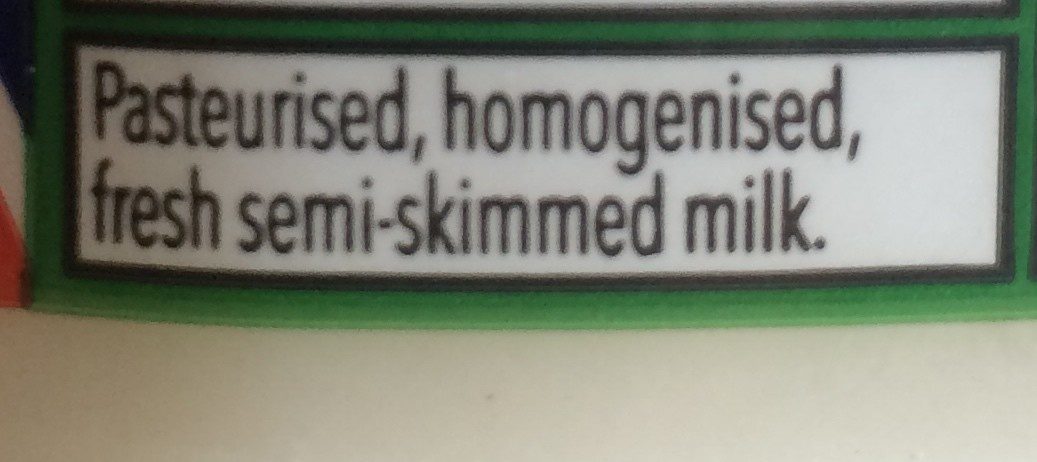 Pasteurised, homogenised,
fresh semi-skimmed milk.